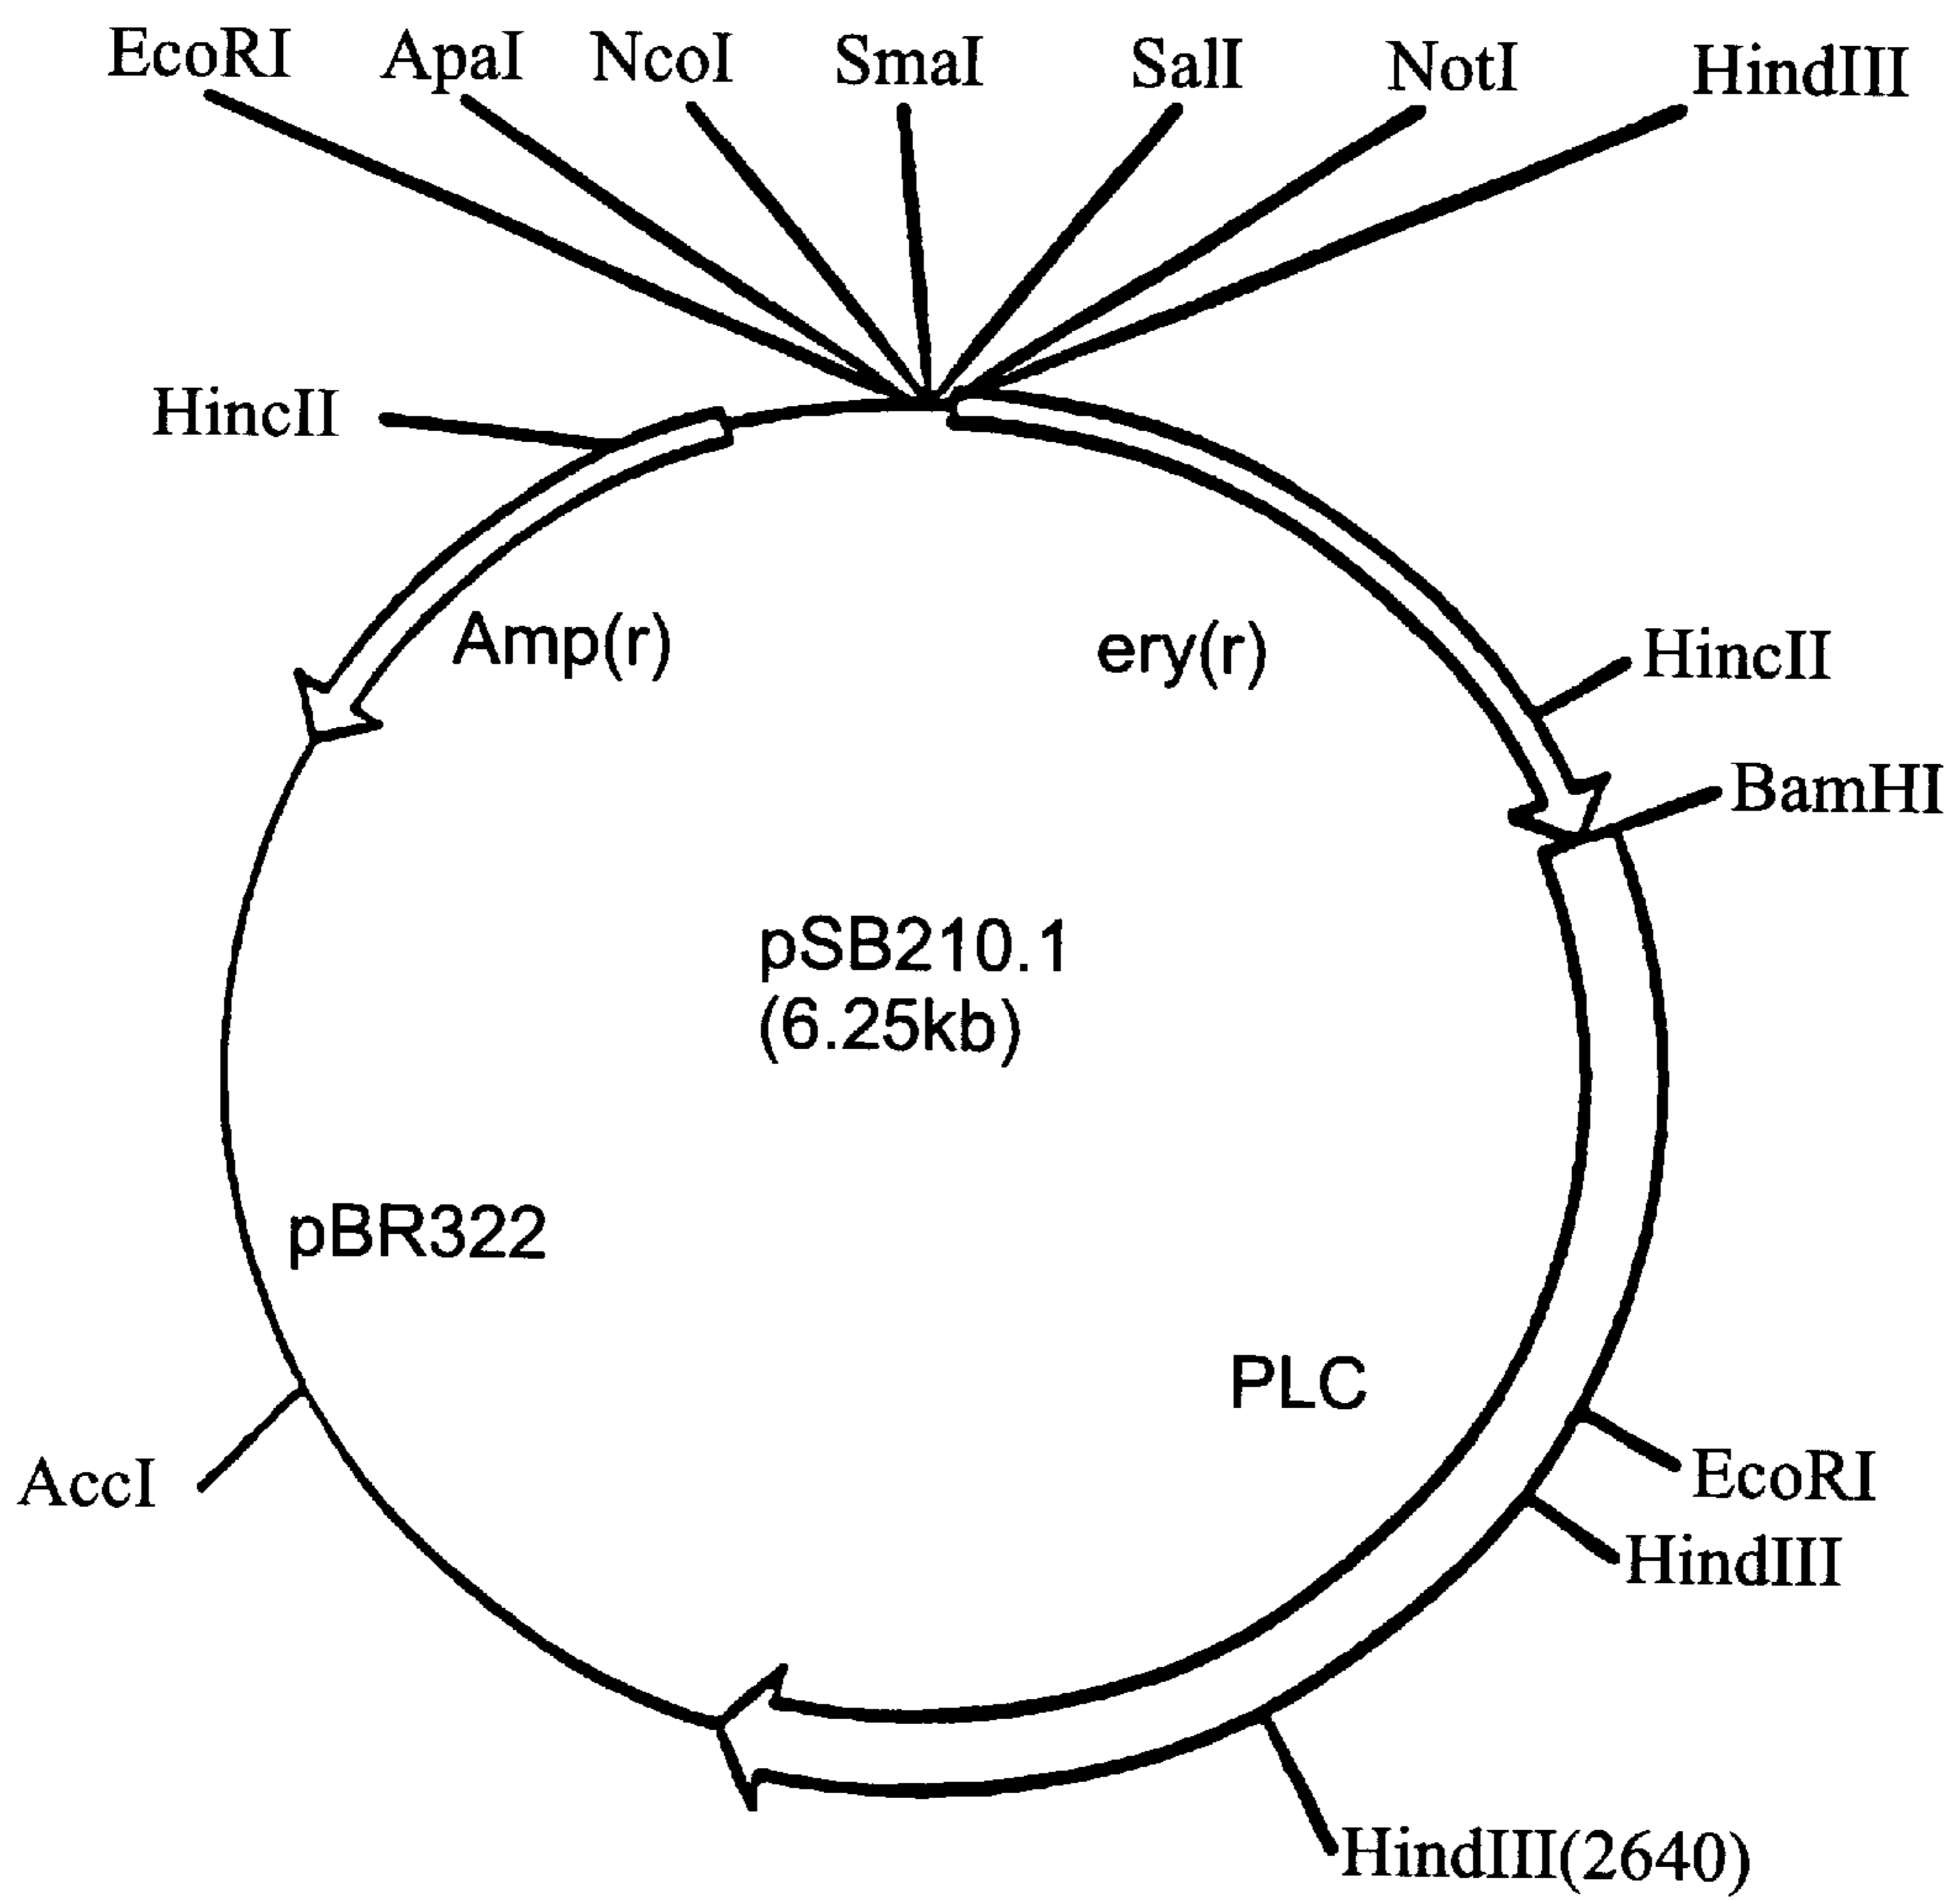 EcoRI ApaI NcoI SmaI SalI NotI HindIII
HincII
Amp(r)
ery(r)
HincII
BamHI
pSB210.1
(6.25kb)
pBR322
PLC
AccI
EcoRI
HindIII
HindIII(2640)